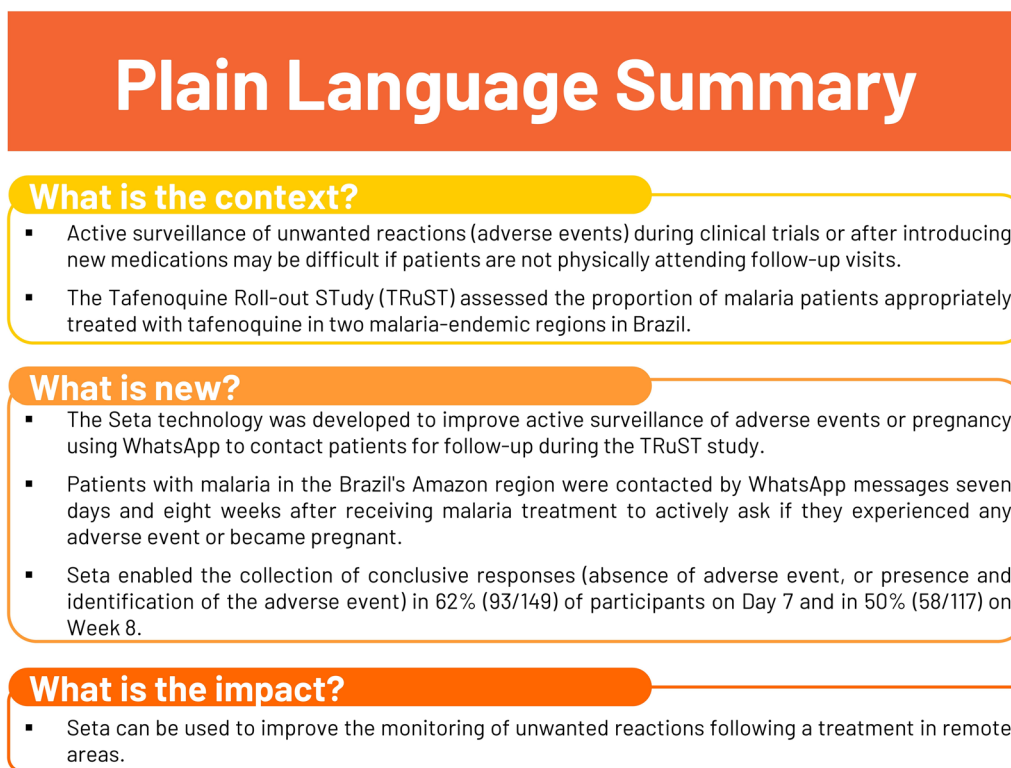 Plain Language Summary
What is the context?
▪ Active surveillance of unwanted reactions (adverse events) during clinical trials or after introducing
new medications may be difficult if patients are not physically attending follow-up visits.
▪ The Tafenoquine Roll-out STudy (TRuST) assessed the proportion of malaria patients appropriately
treated with tafenoquine in two malaria-endemic regions in Brazil.
What is new?
▪ The Seta technology was developed to improve active surveillance of adverse events or pregnancy
using WhatsApp to contact patients for follow-up during the TRuST study.
▪ Patients with malaria in the Brazil's Amazon region were contacted by WhatsApp messages seven
days and eight weeks after receiving malaria treatment to actively ask if they experienced any
adverse event or became pregnant.
▪ Seta enabled the collection of conclusive responses (absence of adverse event, or presence and
identification of the adverse event) in 62% (93/149) of participants on Day 7 and in 50% (58/117) on
Week 8.
What is the impact?
▪ Seta can be used to improve the monitoring of unwanted reactions following a treatment in remote
areas.